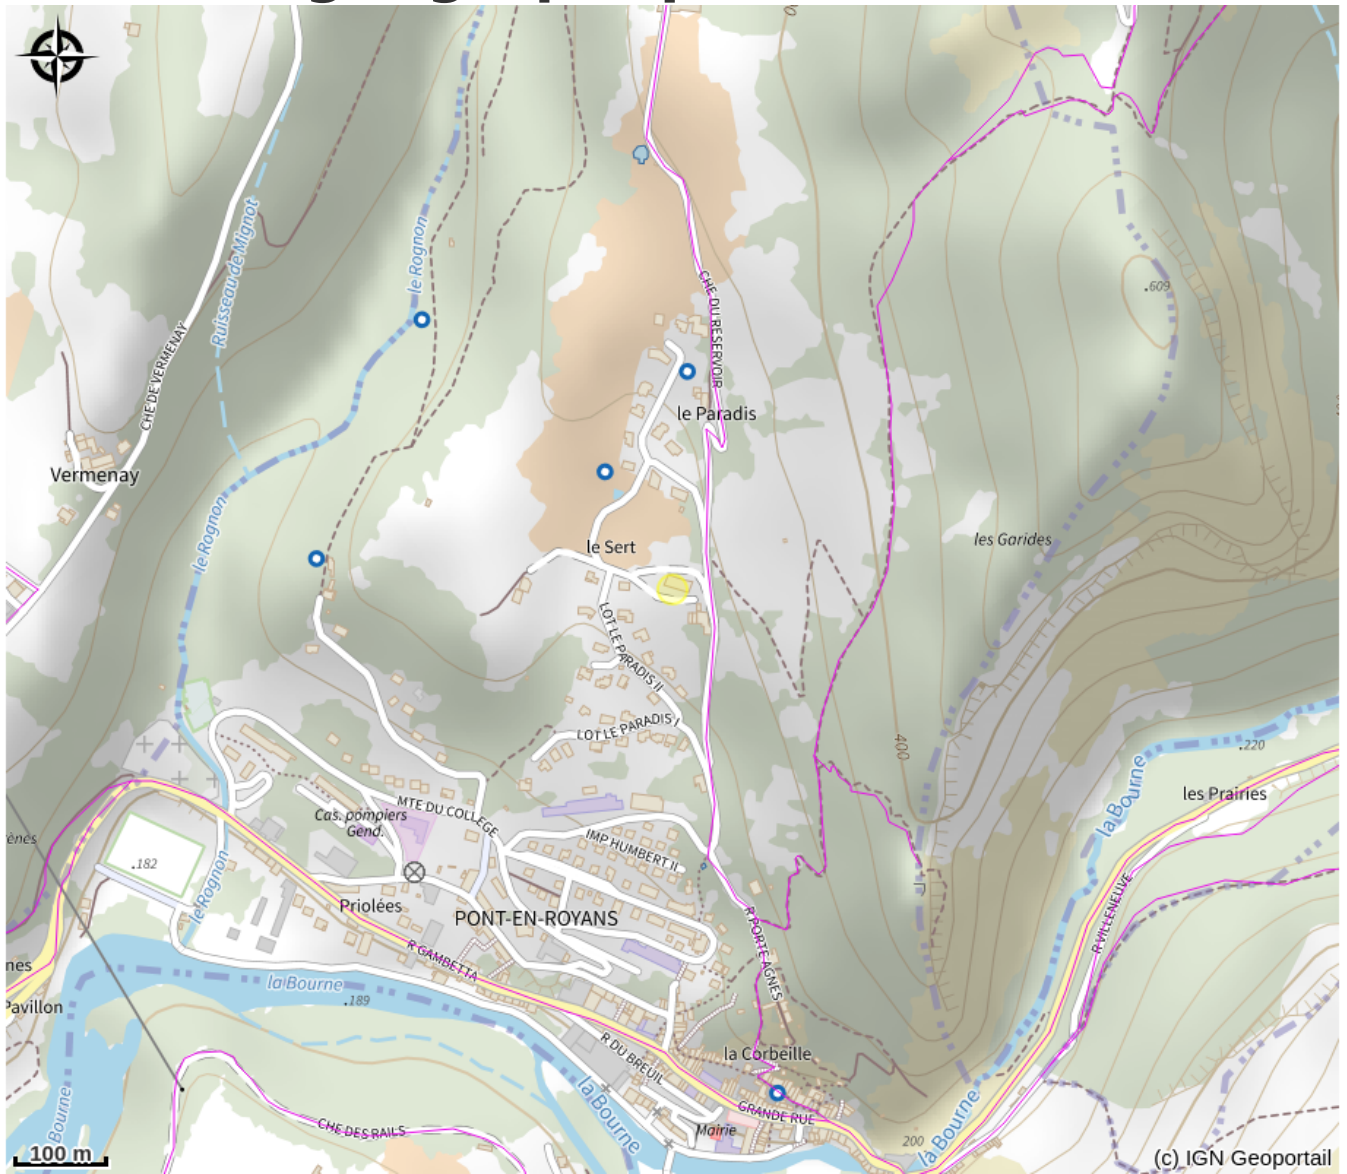 Ruisseau de Mignot
le Rognon
CHE DE VERMENAY
CHE DU RESERVOIR
.609
le Paradis
Vermenay
le Rognon
le Sert
les Garides
LOT LE PARADIS II
LOT LE PARADIS I
400
.220
la Bourne
les Prairies
MTE DU COLLEGE
Cas. pompiers
Gend.
IMP HUMBERT II
.182
le Rognon
Priolées
PONT-EN-ROYANS
R PORTE AGNES
R VILLENEUVE
R GAMBETTA
nes
Pavillon
la Bourne
.189
R DU BREUIL
la Corbeille
la Bourne
la Bourne
GRANDE RUE
CHE DES RAILS
Mairie
200
la Bourne
100 m
(c) IGN Geoportail